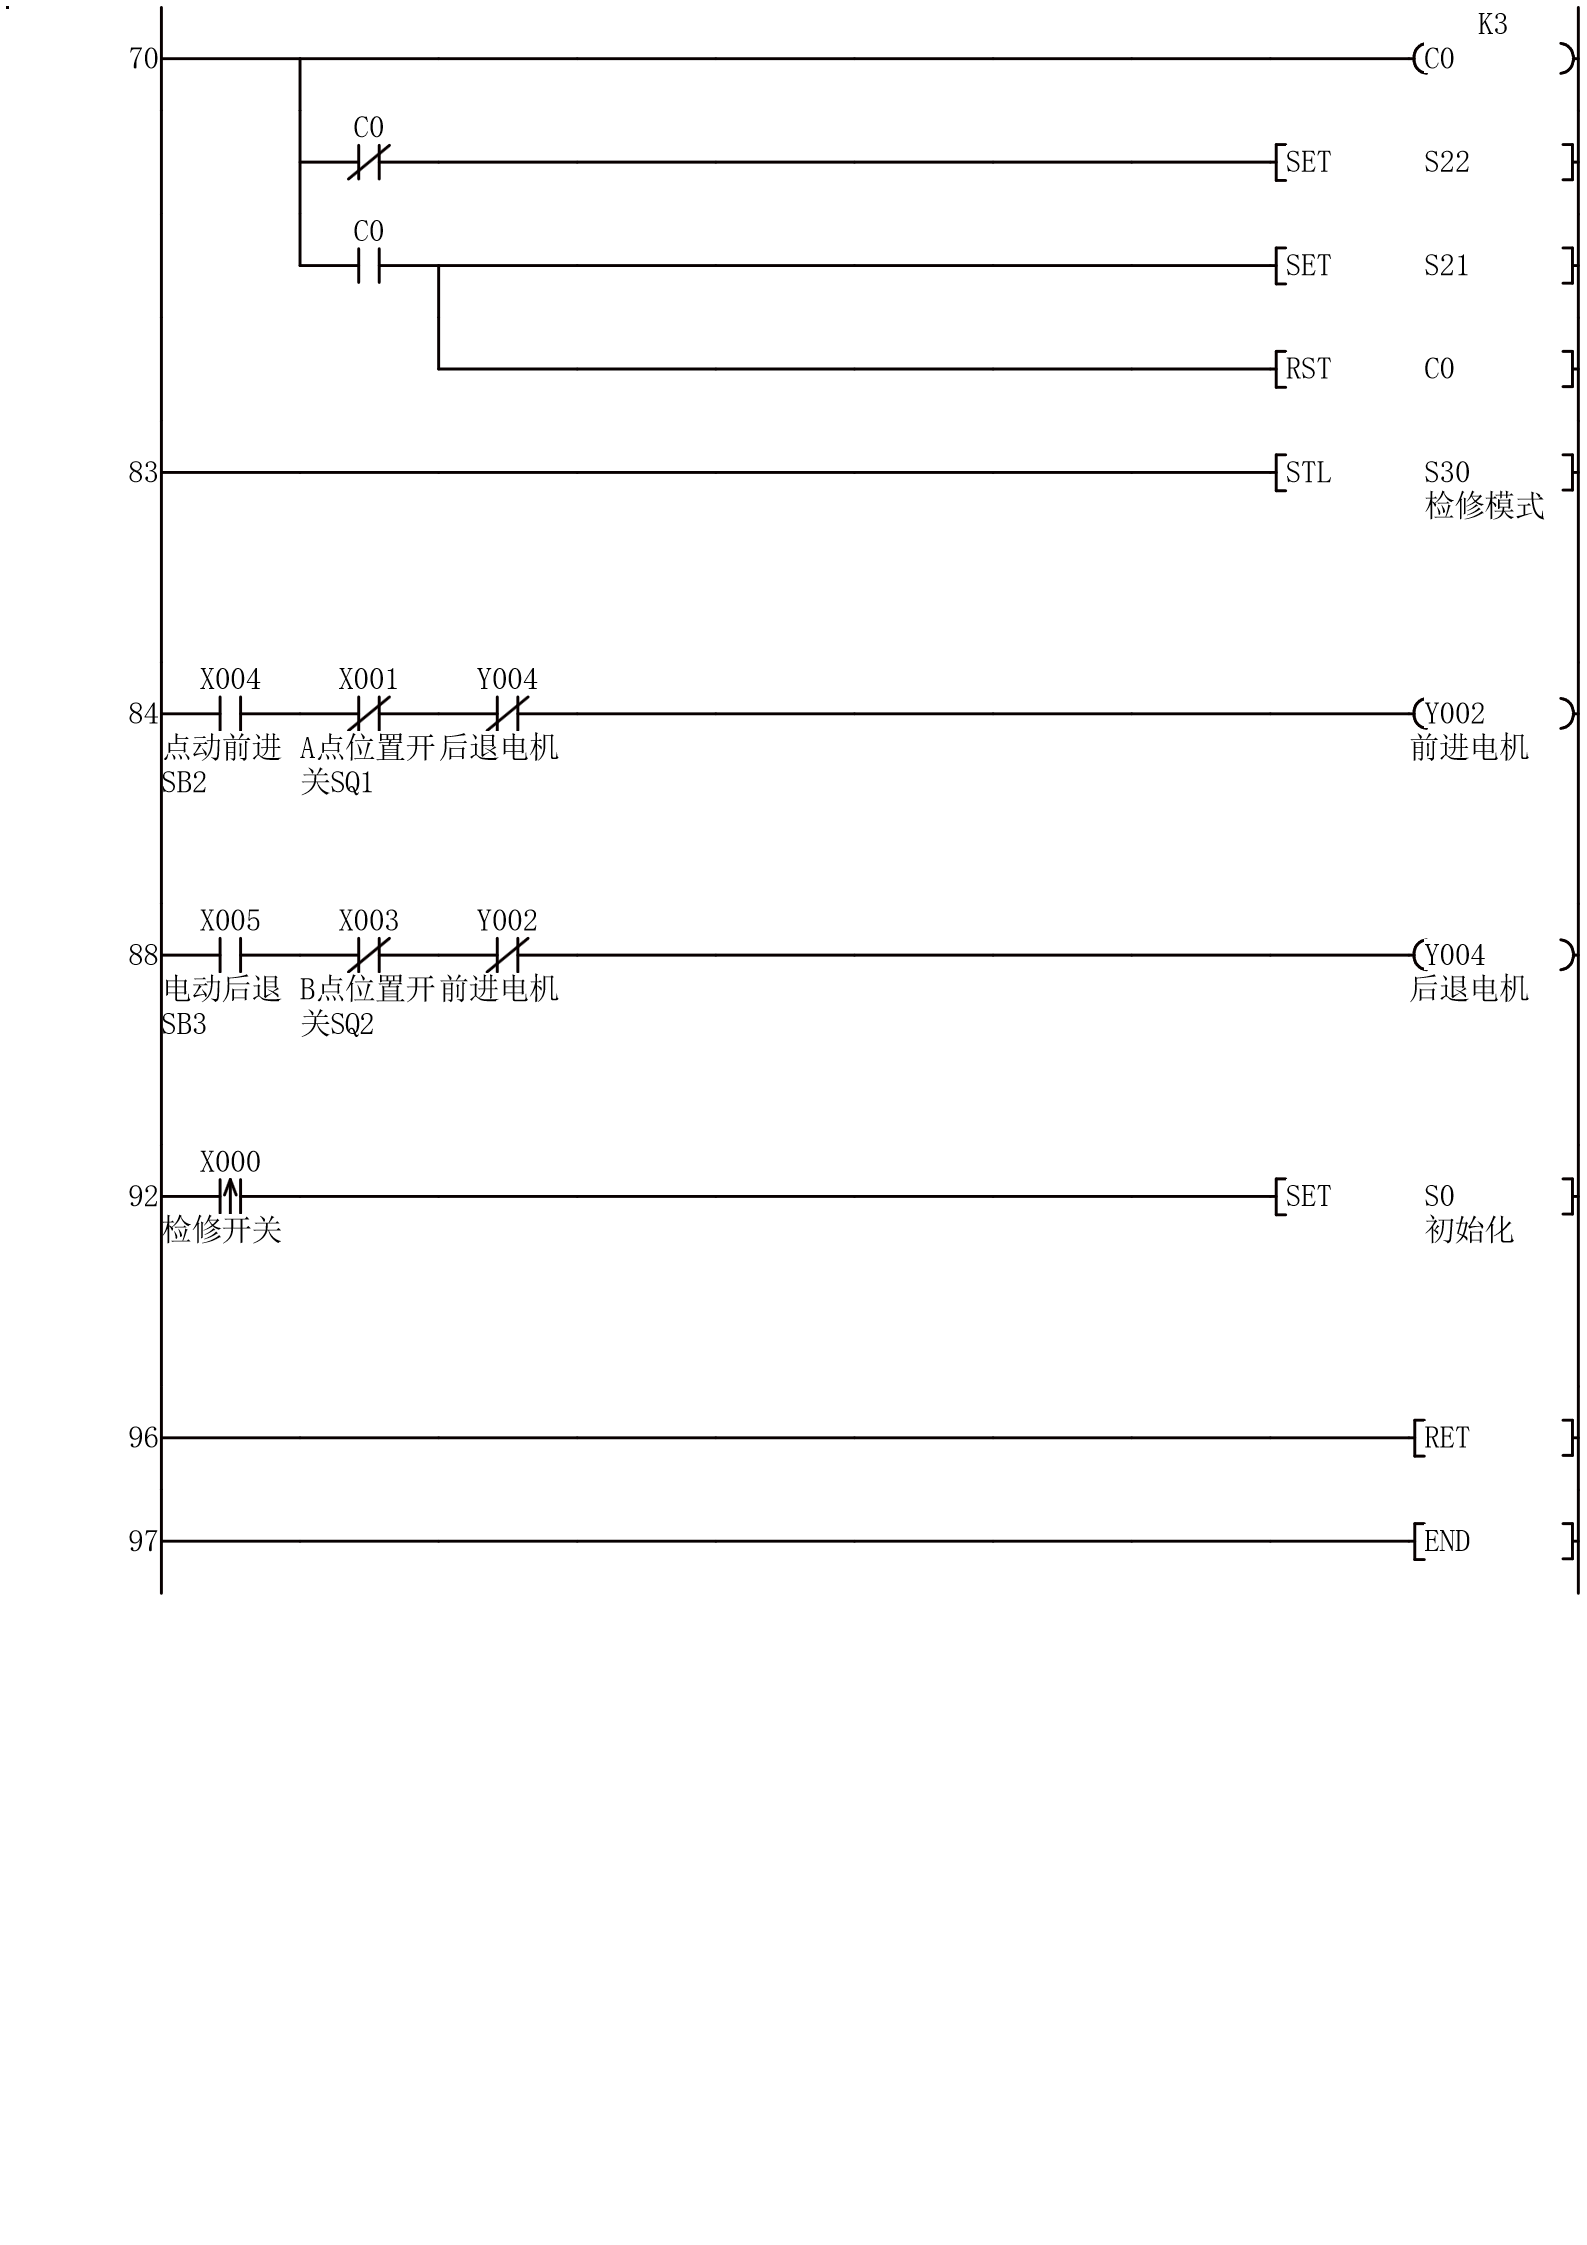 K3
70 C0
C0
SET S22
C0
SET S21
RST C0
83 STL S30
检修模式
X004 X001 Y004
84 Y002
点动前进 A点位置开 后退电机 前进电机
SB2 关SQ1
X005 X003 Y002
88 Y004
电动后退 B点位置开 前进电机 后退电机
SB3 关SQ2
X000
92 SET S0
检修开关 初始化
96 RET
97 END